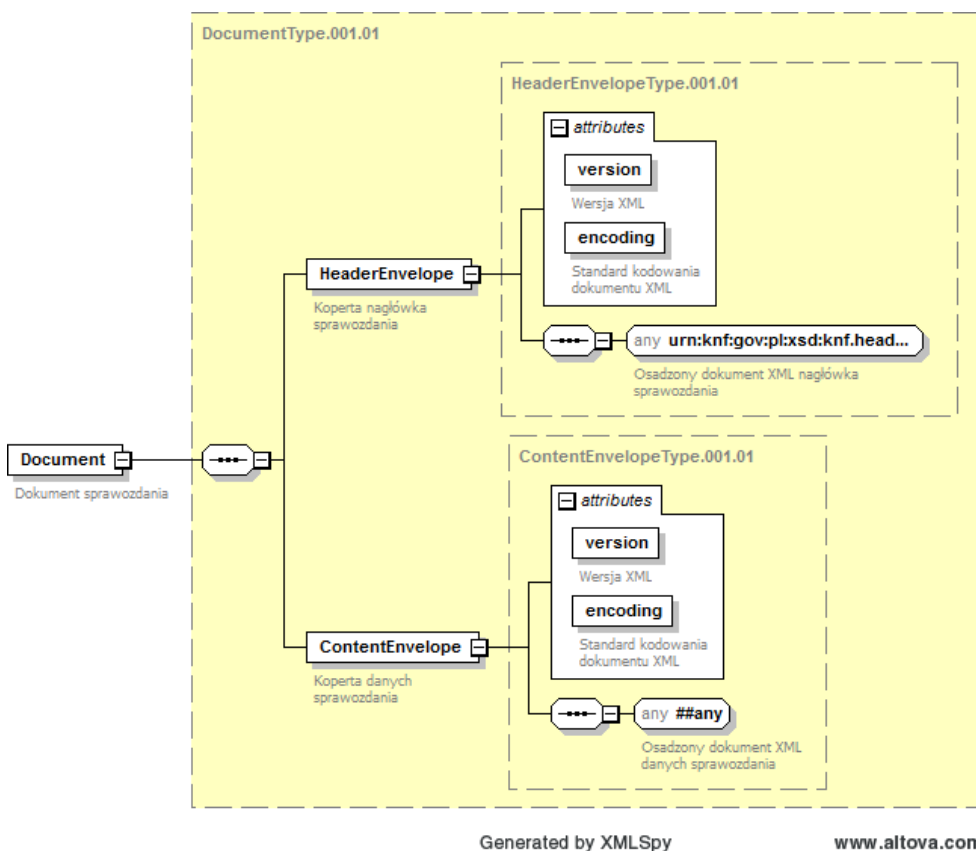 DocumentType.001.01
HeaderEnvelopeType.001.01
attributes
version
Wersja XML
encoding
Standard kodowania
dokumentu XML
HeaderEnvelope
Koperta nagłówka
sprawozdania
any urn:knf:gov:pl:xsd:knf.head...
Osadzony dokument XML nagłówka
sprawozdania
Document
Dokument sprawozdania
ContentEnvelopeType.001.01
attributes
version
Wersja XML
encoding
Standard kodowania
dokumentu XML
ContentEnvelope
Koperta danych
sprawozdania
any ##any
Osadzony dokument XML
danych sprawozdania
Generated by XMLSpy www.altova.com